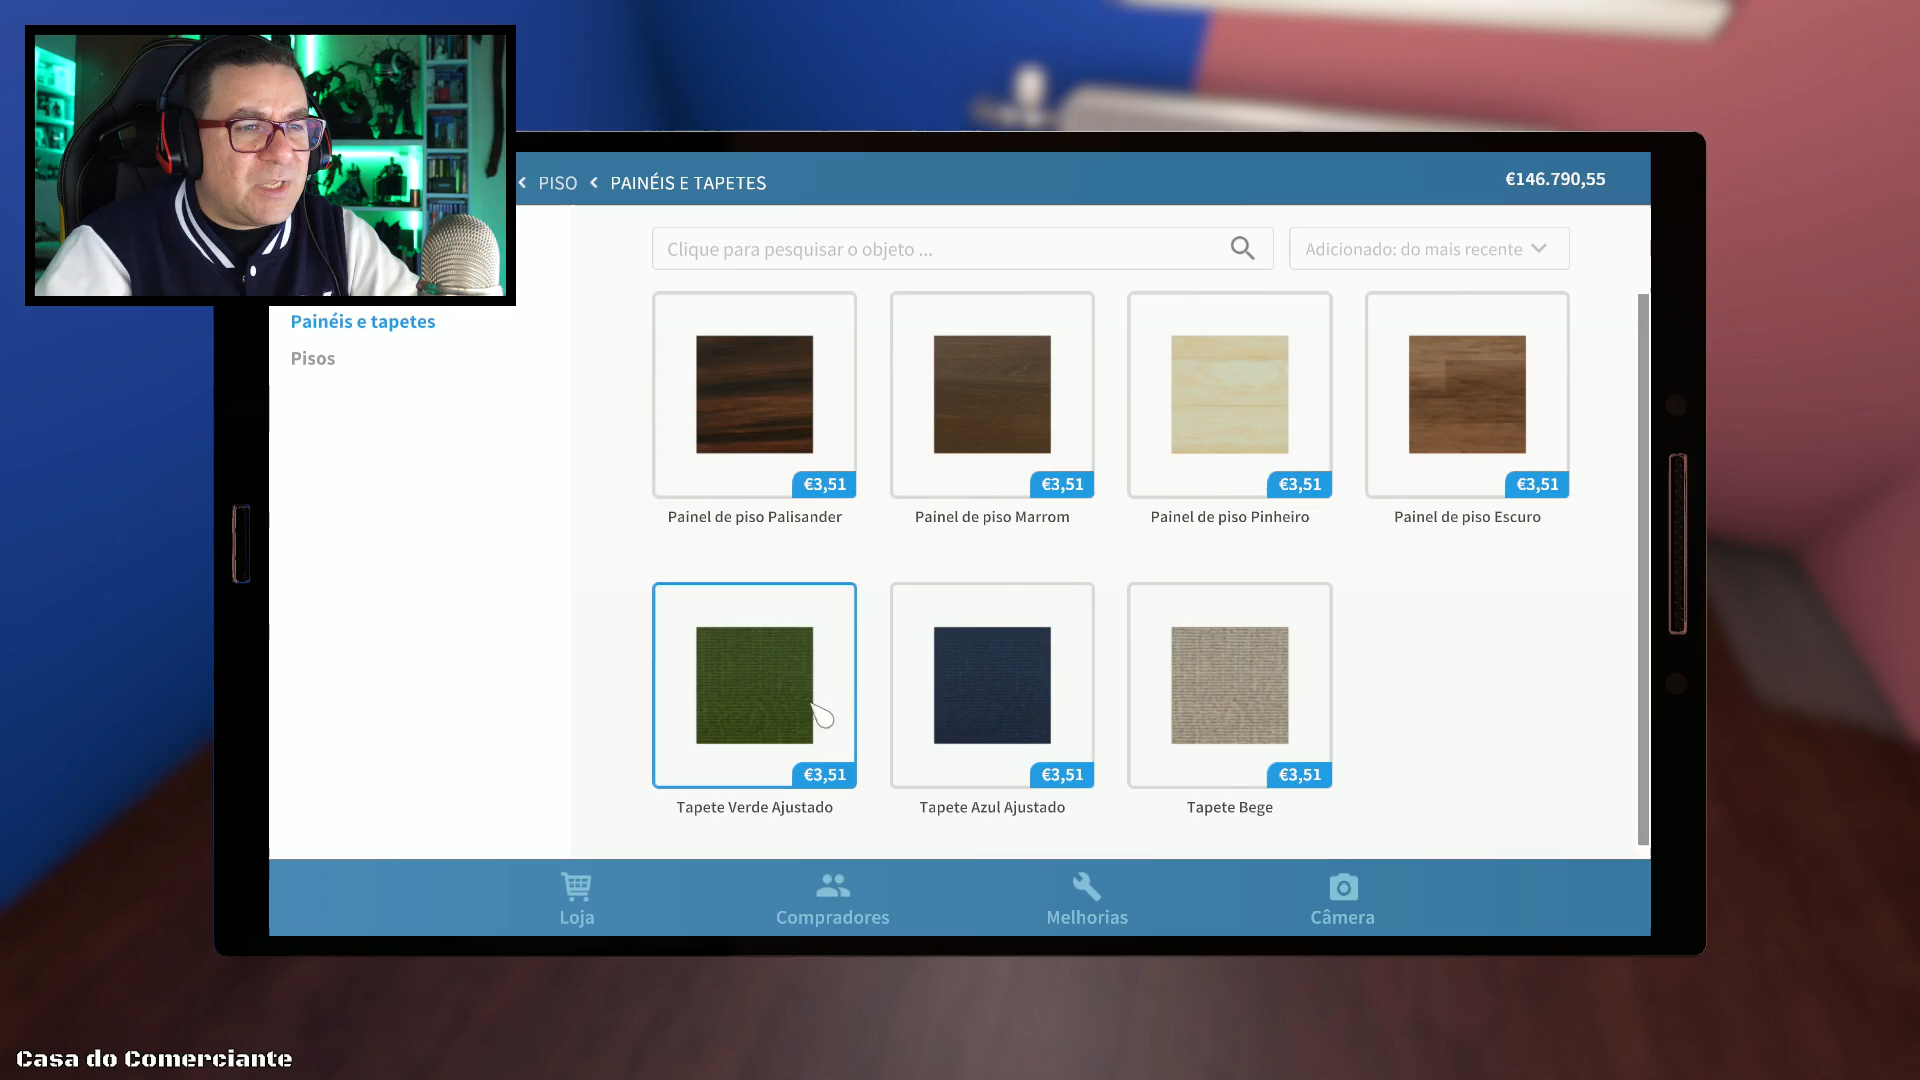 PISO
PAINÉIS E TAPETES
€146.790,55
Clique para pesquisar o objeto ...
Adicionado: do mais recente
Painéis e tapetes
Pisos
€3,51
€3,51
€3,51
€3,51
Painel de piso Palisander
Painel de piso Marrom
Painel de piso Pinheiro
Painel de piso Escuro
€3,51
€3,51
€3,51
Tapete Verde Ajustado
Tapete Azul Ajustado
Tapete Bege
Loja
Compradores
Melhorias
Câmera
Casa do Comerciante